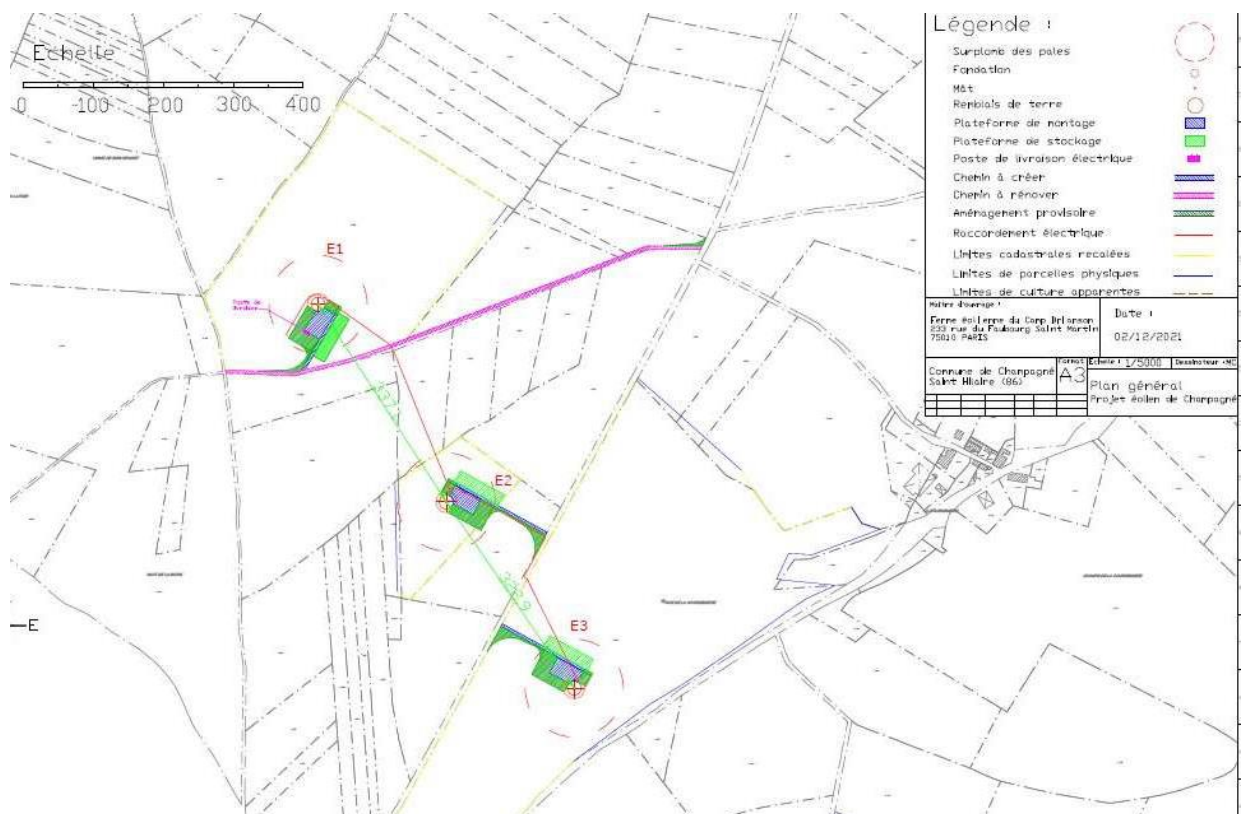 Echelle
0 100 200 300 400
E1
E2
E3
322.9
E
Légende :
Surplomb des pales
Fondation
Mât
Remblais de terre
Plateforme de montage
Plateforme de stockage
Poste de livraison électrique
Chemin à créer
Chemin à rénover
Aménagement provisoire
Raccordement électrique
Limites cadastrales recalées
Limites de parcelles physiques
Limites de culture apparentes
Maître d'ouvrage :
Ferme éolienne du Camp Brianson
233 rue du Faubourg Saint Martin
75010 PARIS
Date :
02/12/2021
Commune de Champagné
Saint Hilaire (86)
Format
A3
Echelle : 1/5000
Dessinateur :MC
Plan général
Projet éolien de Champagné